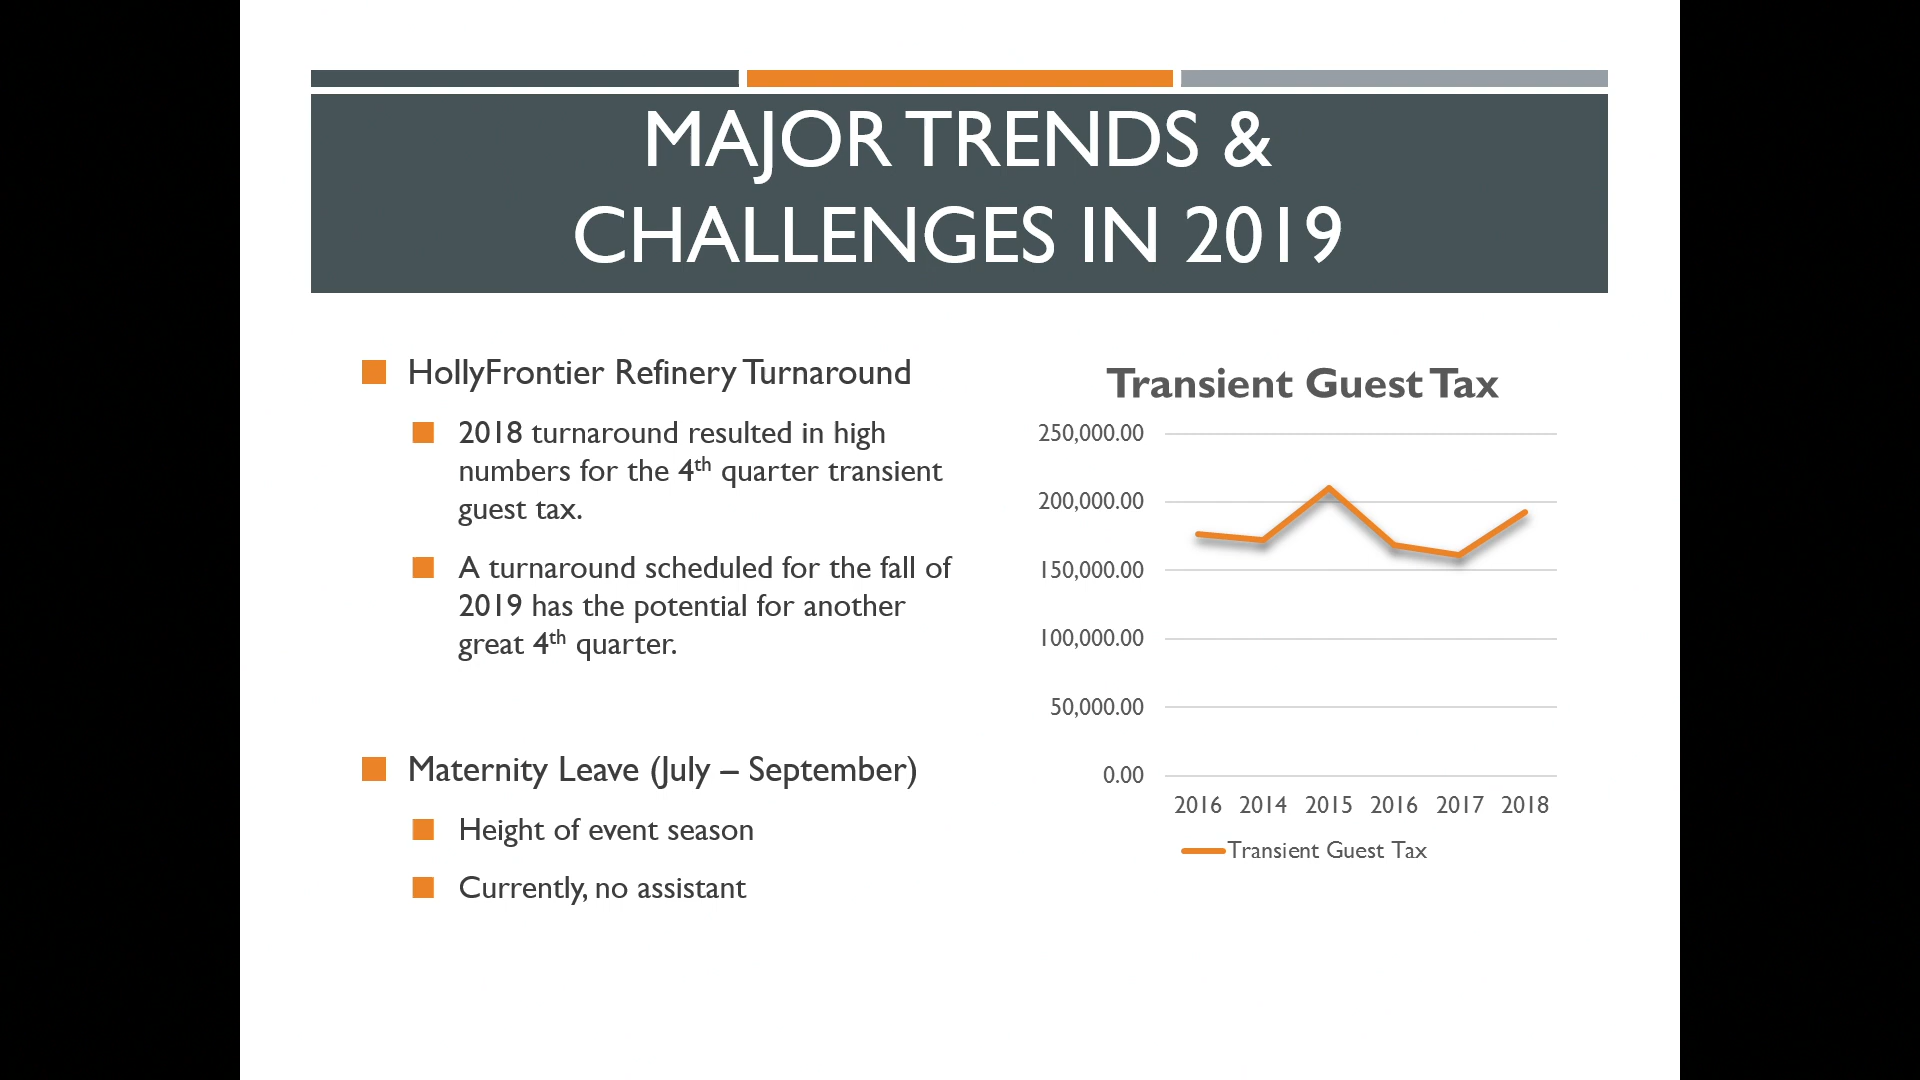 MAJOR TRENDS &
CHALLENGES IN 2019
HollyFrontier Refinery Turnaround
2018 turnaround resulted in high
numbers for the 4th quarter transient
guest tax.
A turnaround scheduled for the fall of
2019 has the potential for another
great 4th quarter.
Maternity Leave (July – September)
Height of event season
Currently, no assistant
Transient Guest Tax
250,000.00
200,000.00
150,000.00
100,000.00
50,000.00
0.00
2016 2014 2015 2016 2017 2018
Transient Guest Tax